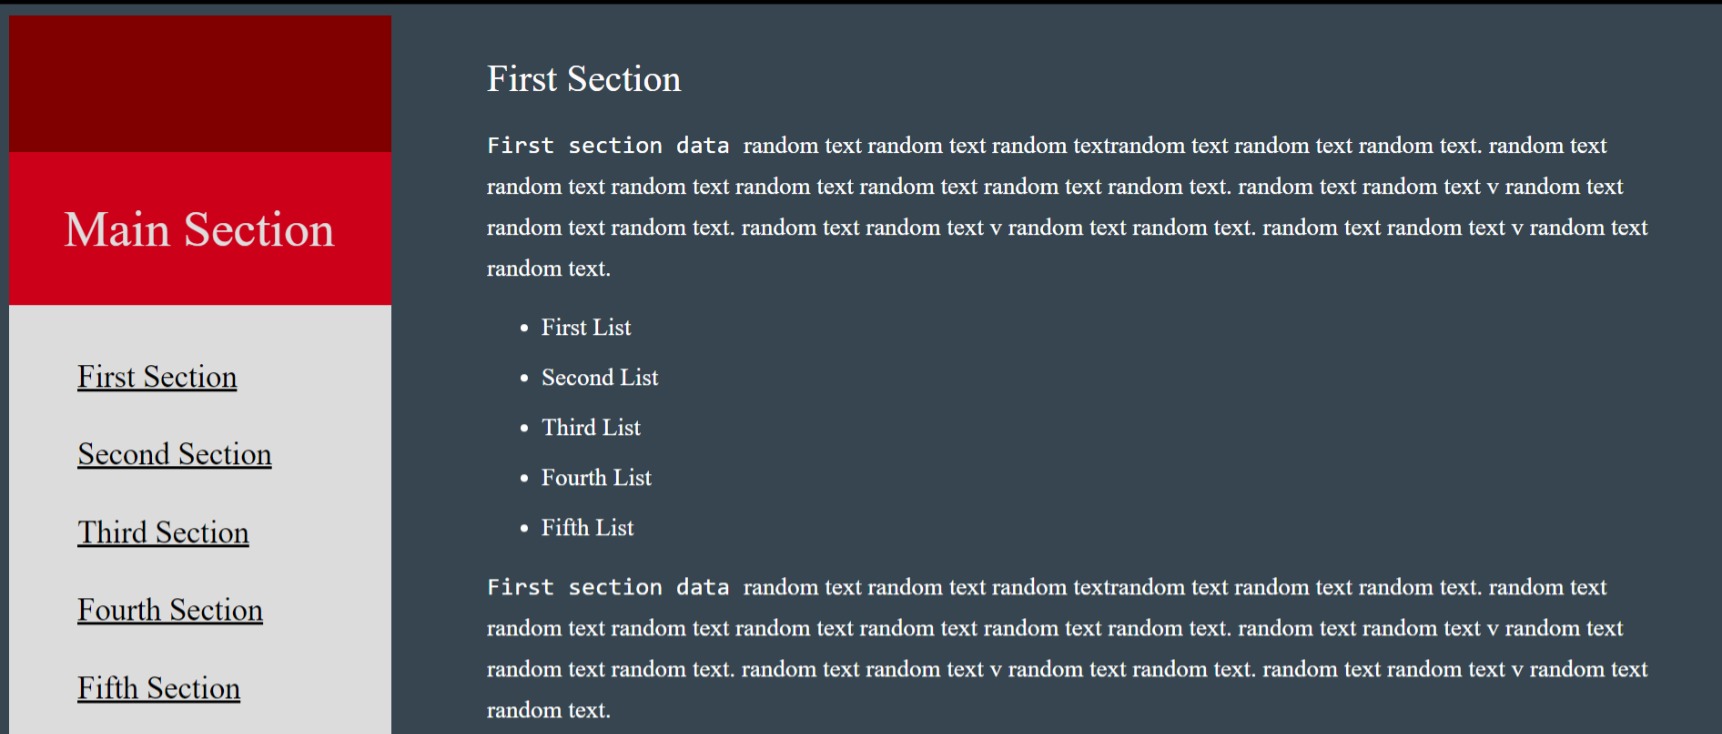 Main Section
First Section
Second Section
Third Section
Fourth Section
Fifth Section
First Section
First section data random text random text random textrandom text random text random text. random text
random text random text random text random text random text random text. random text random text v random text
random text random text. random text random text v random text random text. random text random text v random text
random text.
• First List
• Second List
• Third List
• Fourth List
• Fifth List
First section data random text random text random textrandom text random text random text. random text
random text random text random text random text random text random text. random text random text v random text
random text random text. random text random text v random text random text. random text random text v random text
random text.